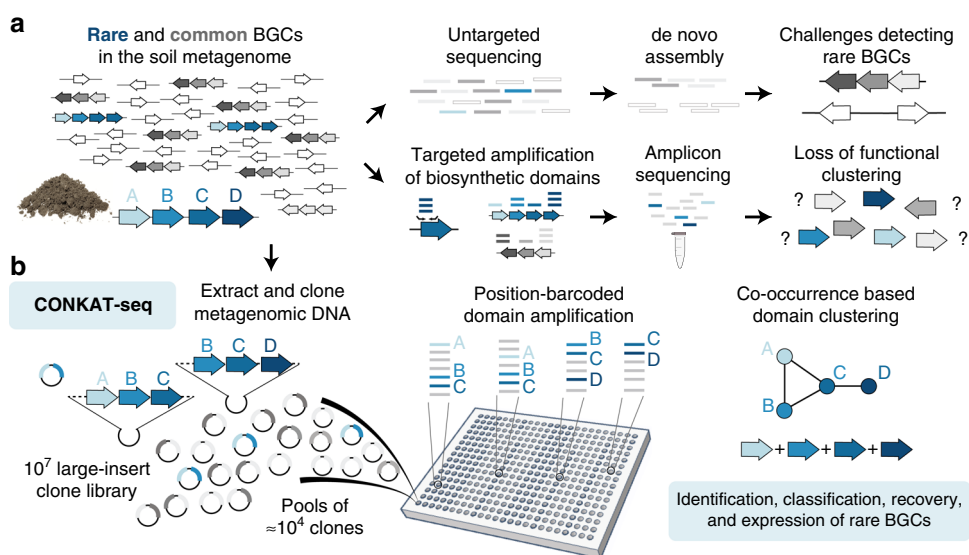 a
Rare and common BGCs
in the soil metagenome
A B C D
Untargeted
sequencing
de novo
assembly
Challenges detecting
rare BGCs
Targeted amplification
of biosynthetic domains
Amplicon
sequencing
Loss of functional
clustering
? ?
? ?
b
CONKAT-seq
Extract and clone
metagenomic DNA
B C D
A B C
10⁷ large-insert
clone library
Pools of
≈10⁴ clones
Position-barcoded
domain amplification
A
B
C
A
B
C
B
C
D
C
D
Co-occurrence based
domain clustering
A
C D
B
+ + +
Identification, classification, recovery,
and expression of rare BGCs